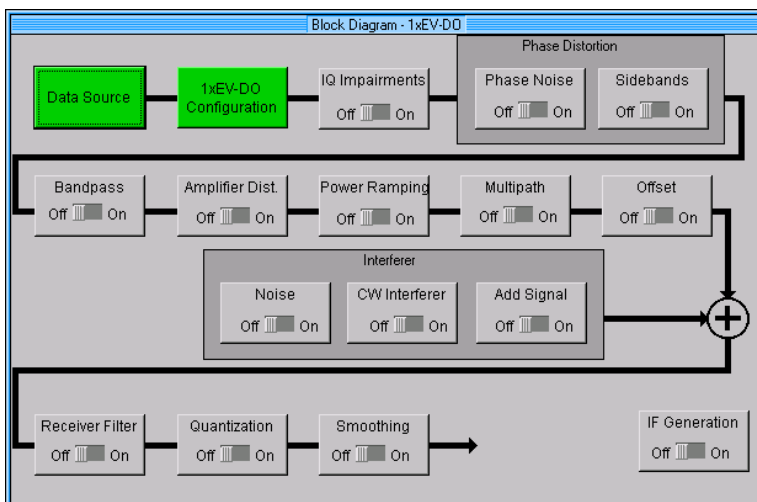 Block Diagram - 1xEV-DO
Phase Distortion
Data Source
1xEV-DO
Configuration
IQ Impairments
Off On
Phase Noise
Off On
Sidebands
Off On
Bandpass
Off On
Amplifier Dist.
Off On
Power Ramping
Off On
Multipath
Off On
Offset
Off On
Interferer
Noise
Off On
CW Interferer
Off On
Add Signal
Off On
Receiver Filter
Off On
Quantization
Off On
Smoothing
Off On
IF Generation
Off On